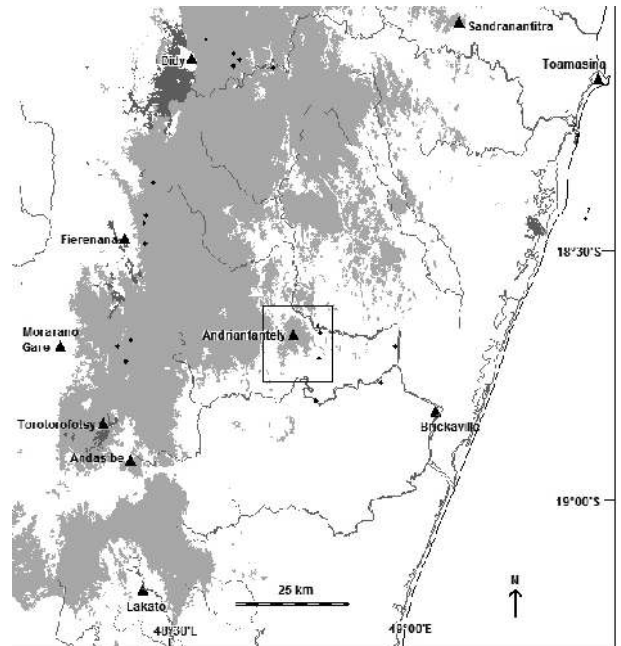 Sandranantitra
Didy
Toamasina
Fierenana
18°30'S
Morarano
Gare
Andriantantely
Torotorofotsy
Brickaville
Andasibe
19°00'S
25 km
N
Lakato
48°30'E
49°00'E